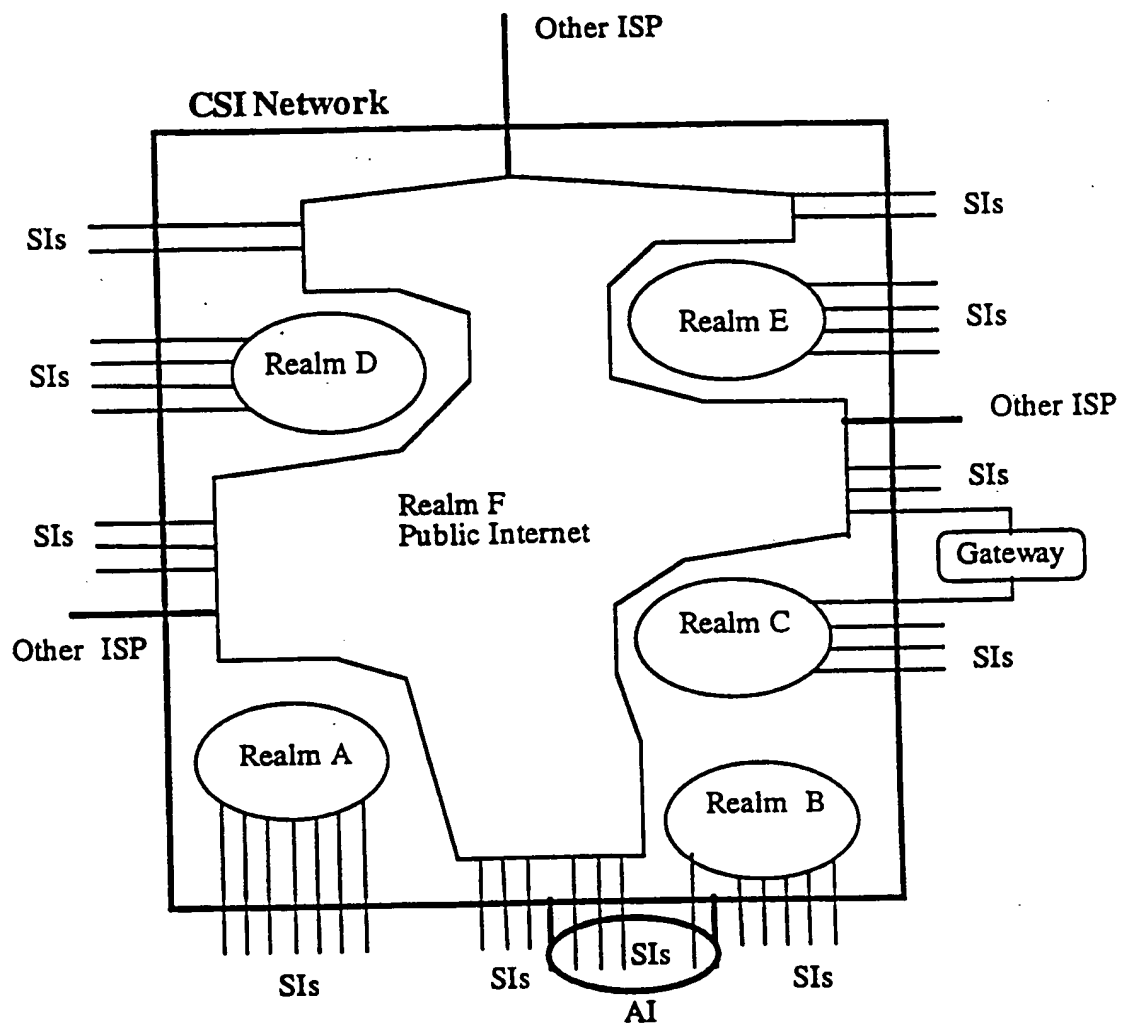 Other ISP
CSI Network
SIs
SIs
Realm E
SIs
Realm D
SIs
Other ISP
SIs
Realm F
Public Internet
SIs
Gateway
Realm C
Other ISP
SIs
Realm A
Realm B
SIs
SIs
SIs
SIs
AI